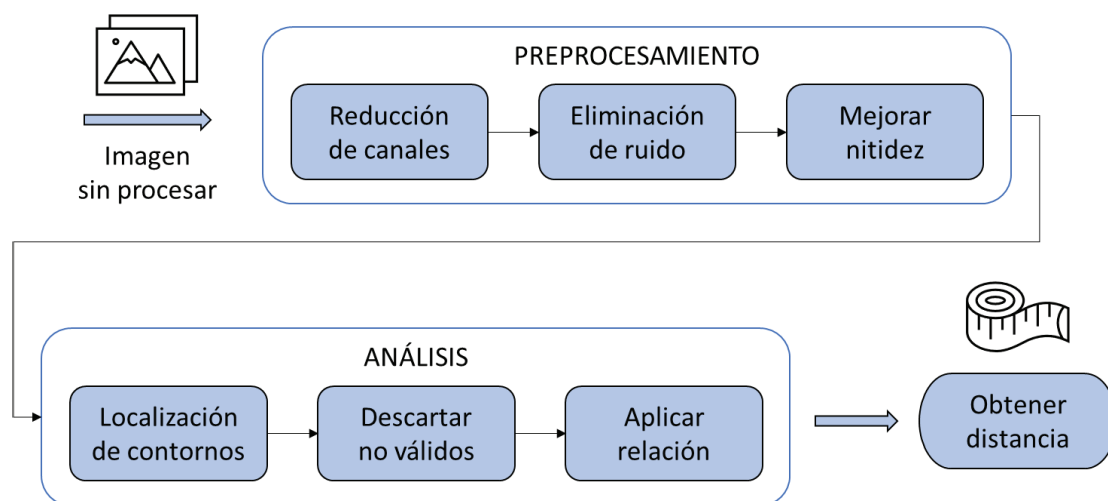 PREPROCESAMIENTO
Imagen
sin procesar
Reducción
de canales
Eliminación
de ruido
Mejorar
nitidez
ANÁLISIS
Localización
de contornos
Descartar
no válidos
Aplicar
relación
Obtener
distancia